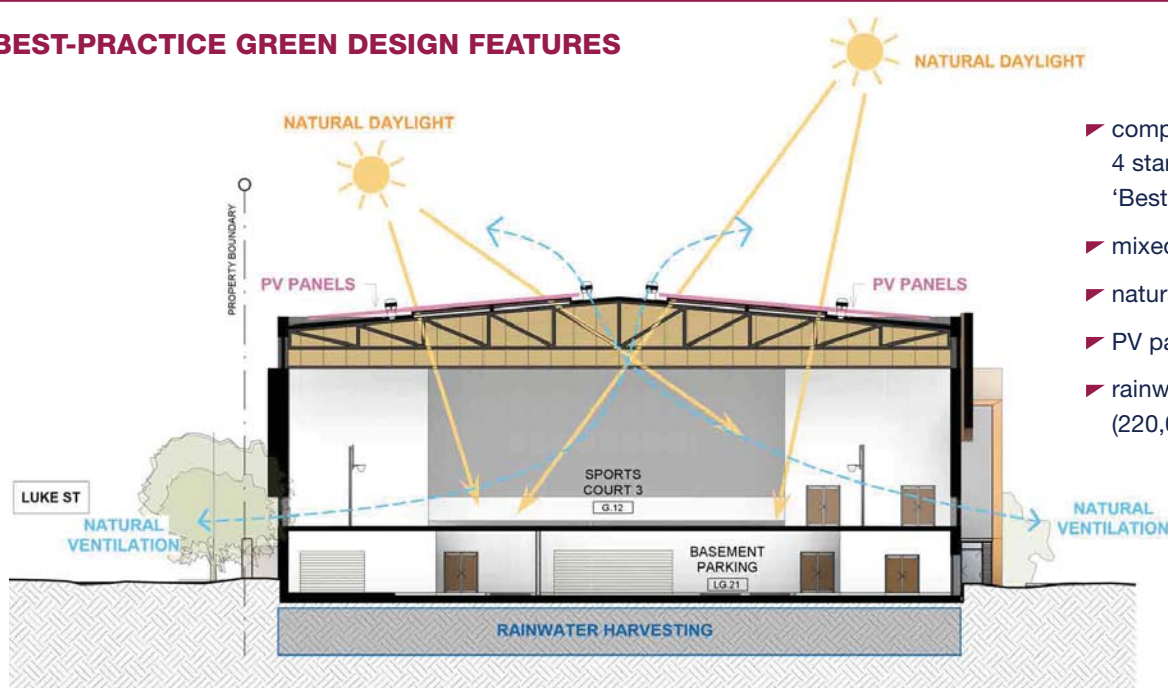 BEST-PRACTICE GREEN DESIGN FEATURES
NATURAL DAYLIGHT
NATURAL DAYLIGHT
PROPERTY BOUNDARY
PV PANELS
PV PANELS
SPORTS
COURT 3
G.12
LUKE ST
NATURAL
VENTILATION
NATURAL
VENTILATION
BASEMENT
PARKING
LG.21
RAINWATER HARVESTING
comp
4 star
‘Best
mixed
natur
PV pa
rainw
(220,0